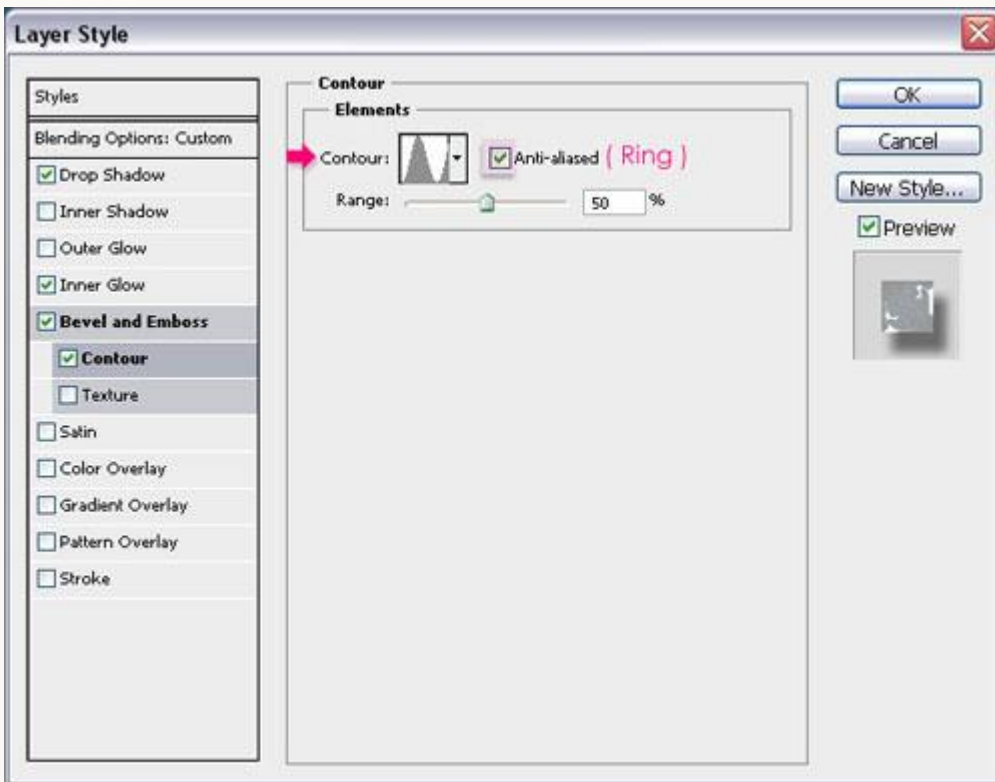 Layer Style
Styles
Blending Options: Custom
Drop Shadow
Inner Shadow
Outer Glow
Inner Glow
Bevel and Emboss
Contour
Texture
Satin
Color Overlay
Gradient Overlay
Pattern Overlay
Stroke
Contour
Elements
Contour: Anti-aliased ( Ring )
Range: 50 %
OK
Cancel
New Style...
Preview